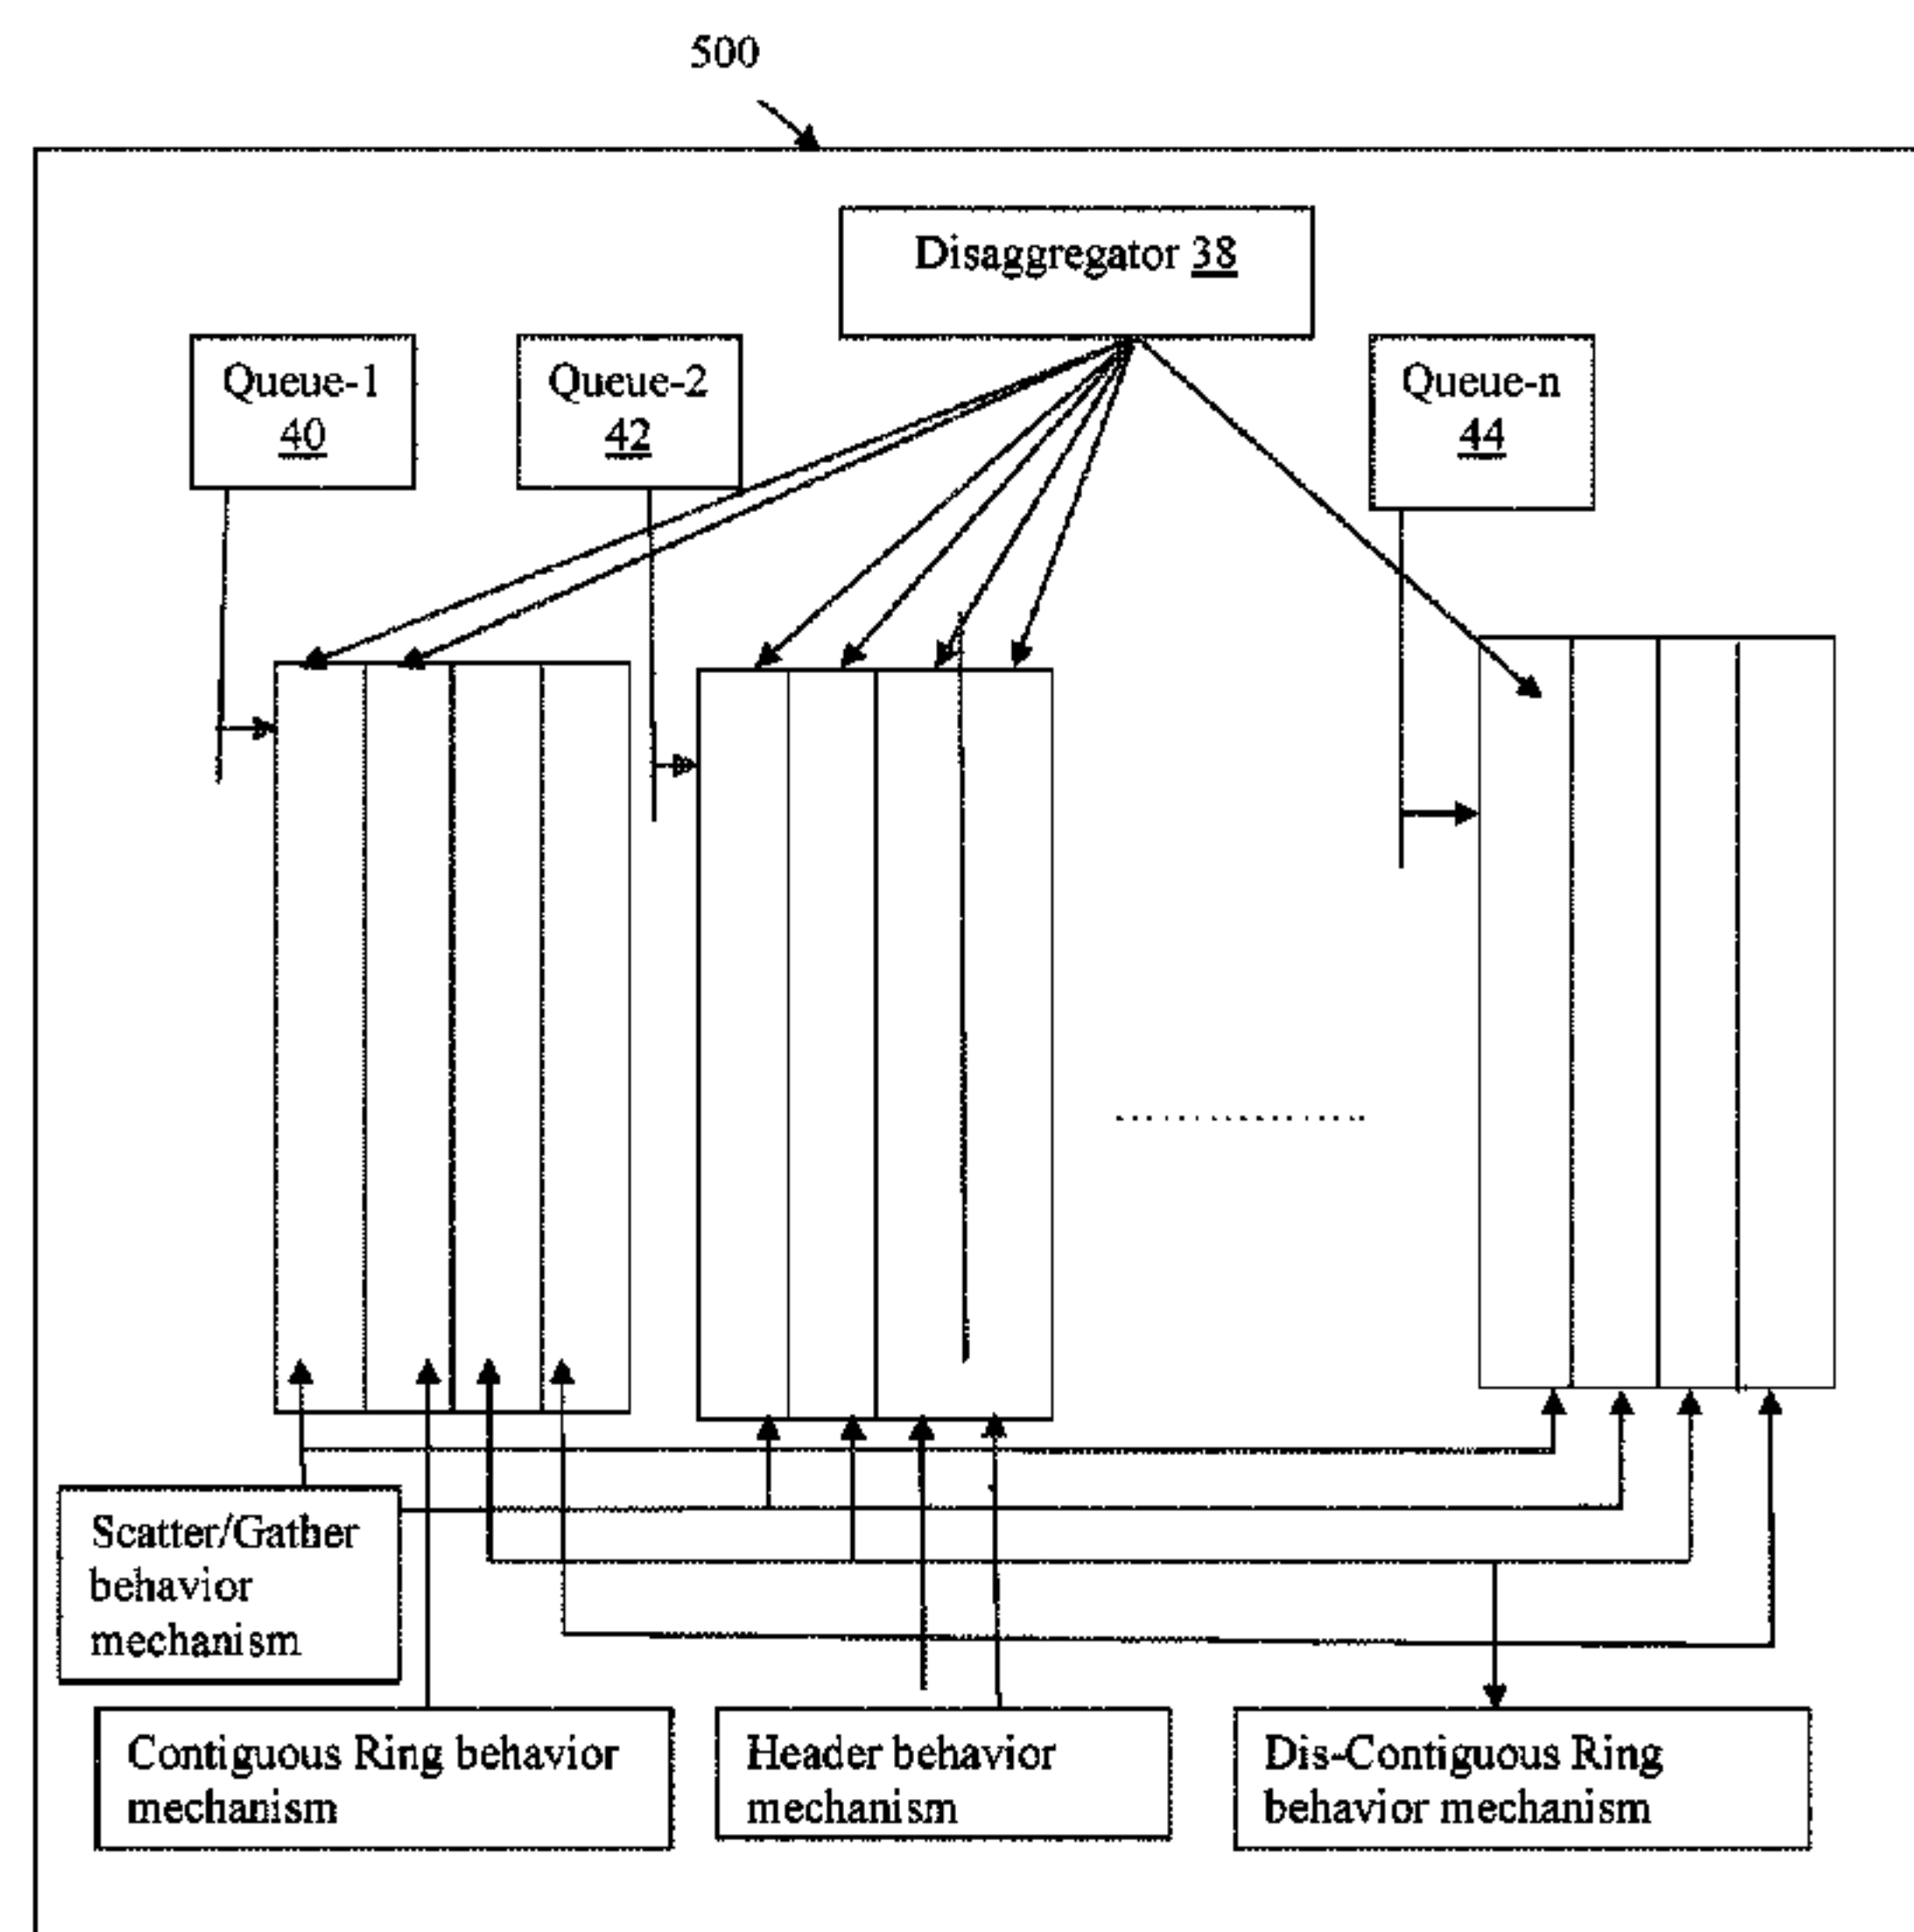 500
Disaggregator 38
Queue-1
40
Queue-2
42
Queue-n
44
Scatter/Gather
behavior
mechanism
Contiguous Ring behavior
mechanism
Header behavior
mechanism
Dis-Contiguous Ring
behavior mechanism